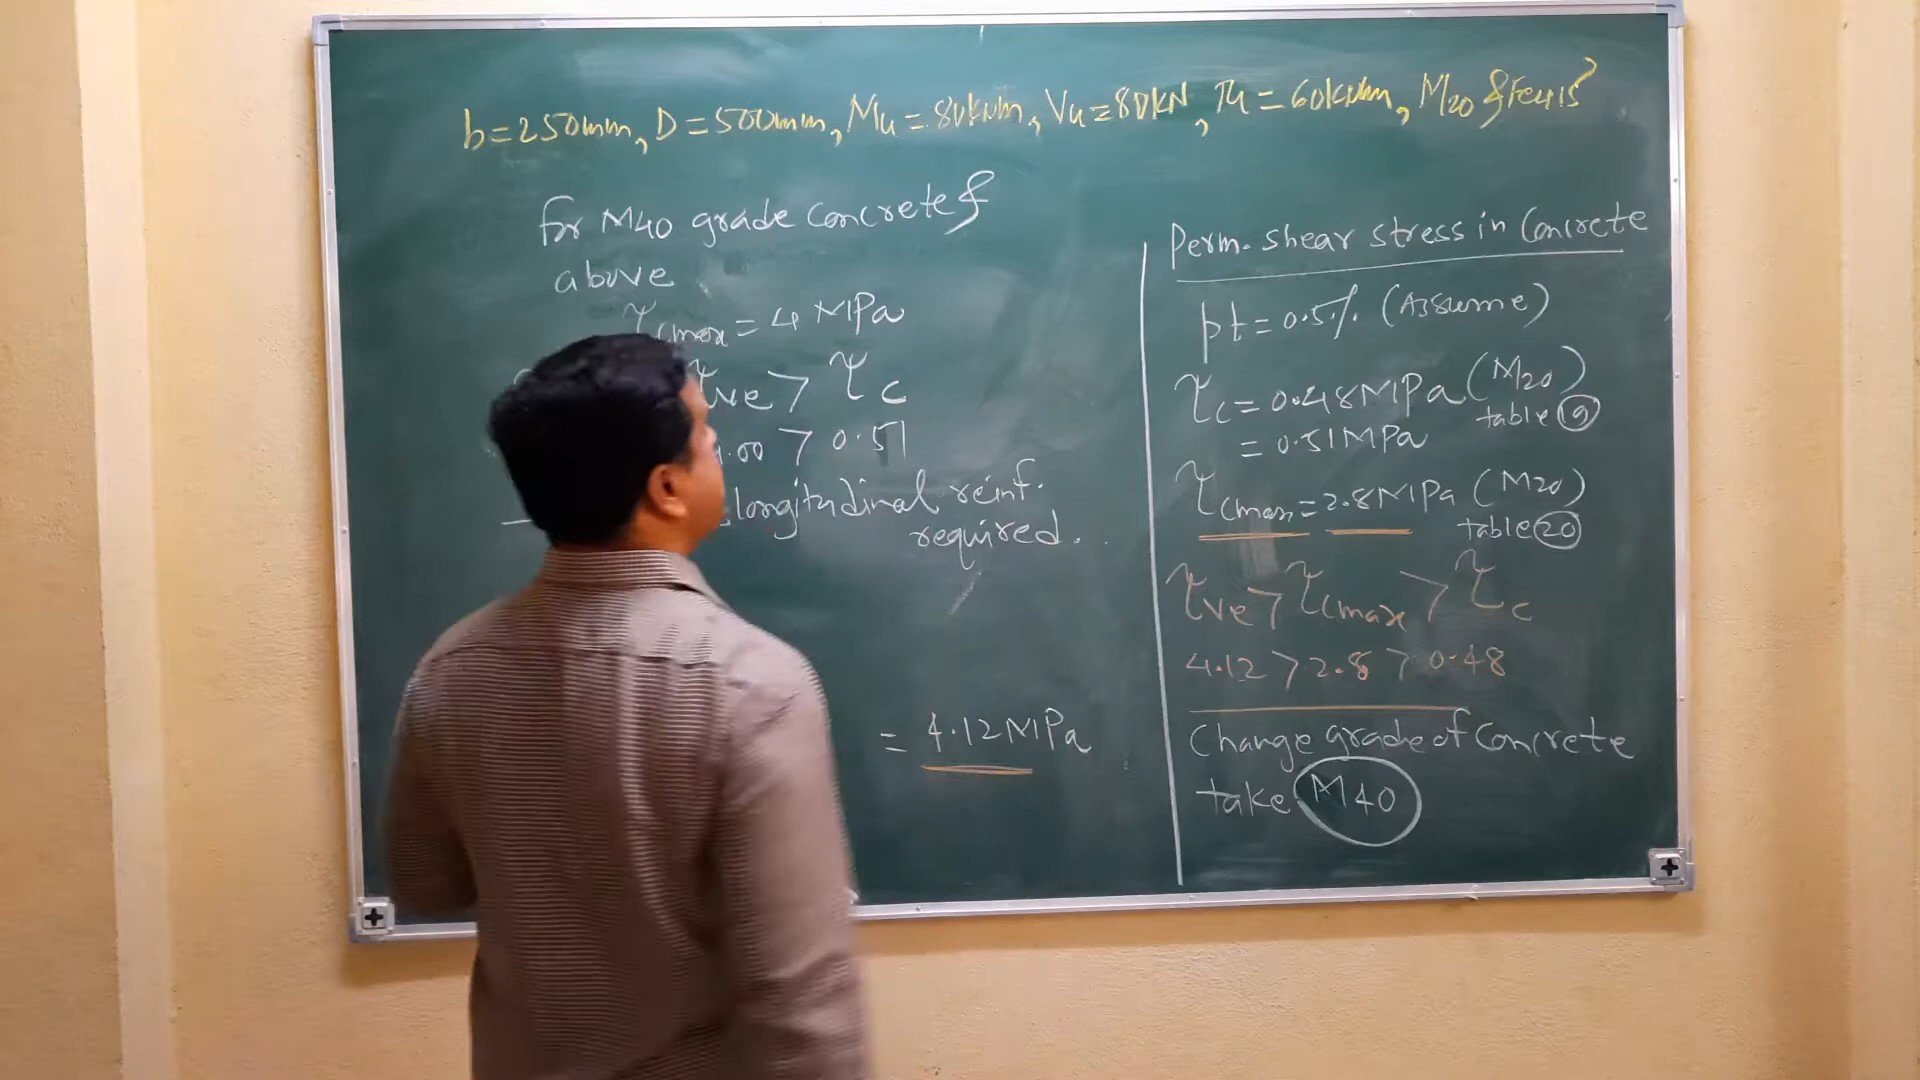 b=250mm, D=500mm, Mu=80kNm, Vu=80kN, Tu=60kNm, M20 & Fe415?
for M40 grade concrete &
above
τcmax = 4 MPa
τve > τc
.00 > 0.51
longitudinal reinf.
required.
= 4.12 MPa
Perm. shear stress in Concrete
pt = 0.5% (Assume)
τc = 0.48 MPa (M20)
table 19
= 0.51 MPa
τcmax = 2.8 MPa (M20)
table 20
τve > τcmax > τc
4.12 > 2.8 > 0.48
Change grade of Concrete
take M40